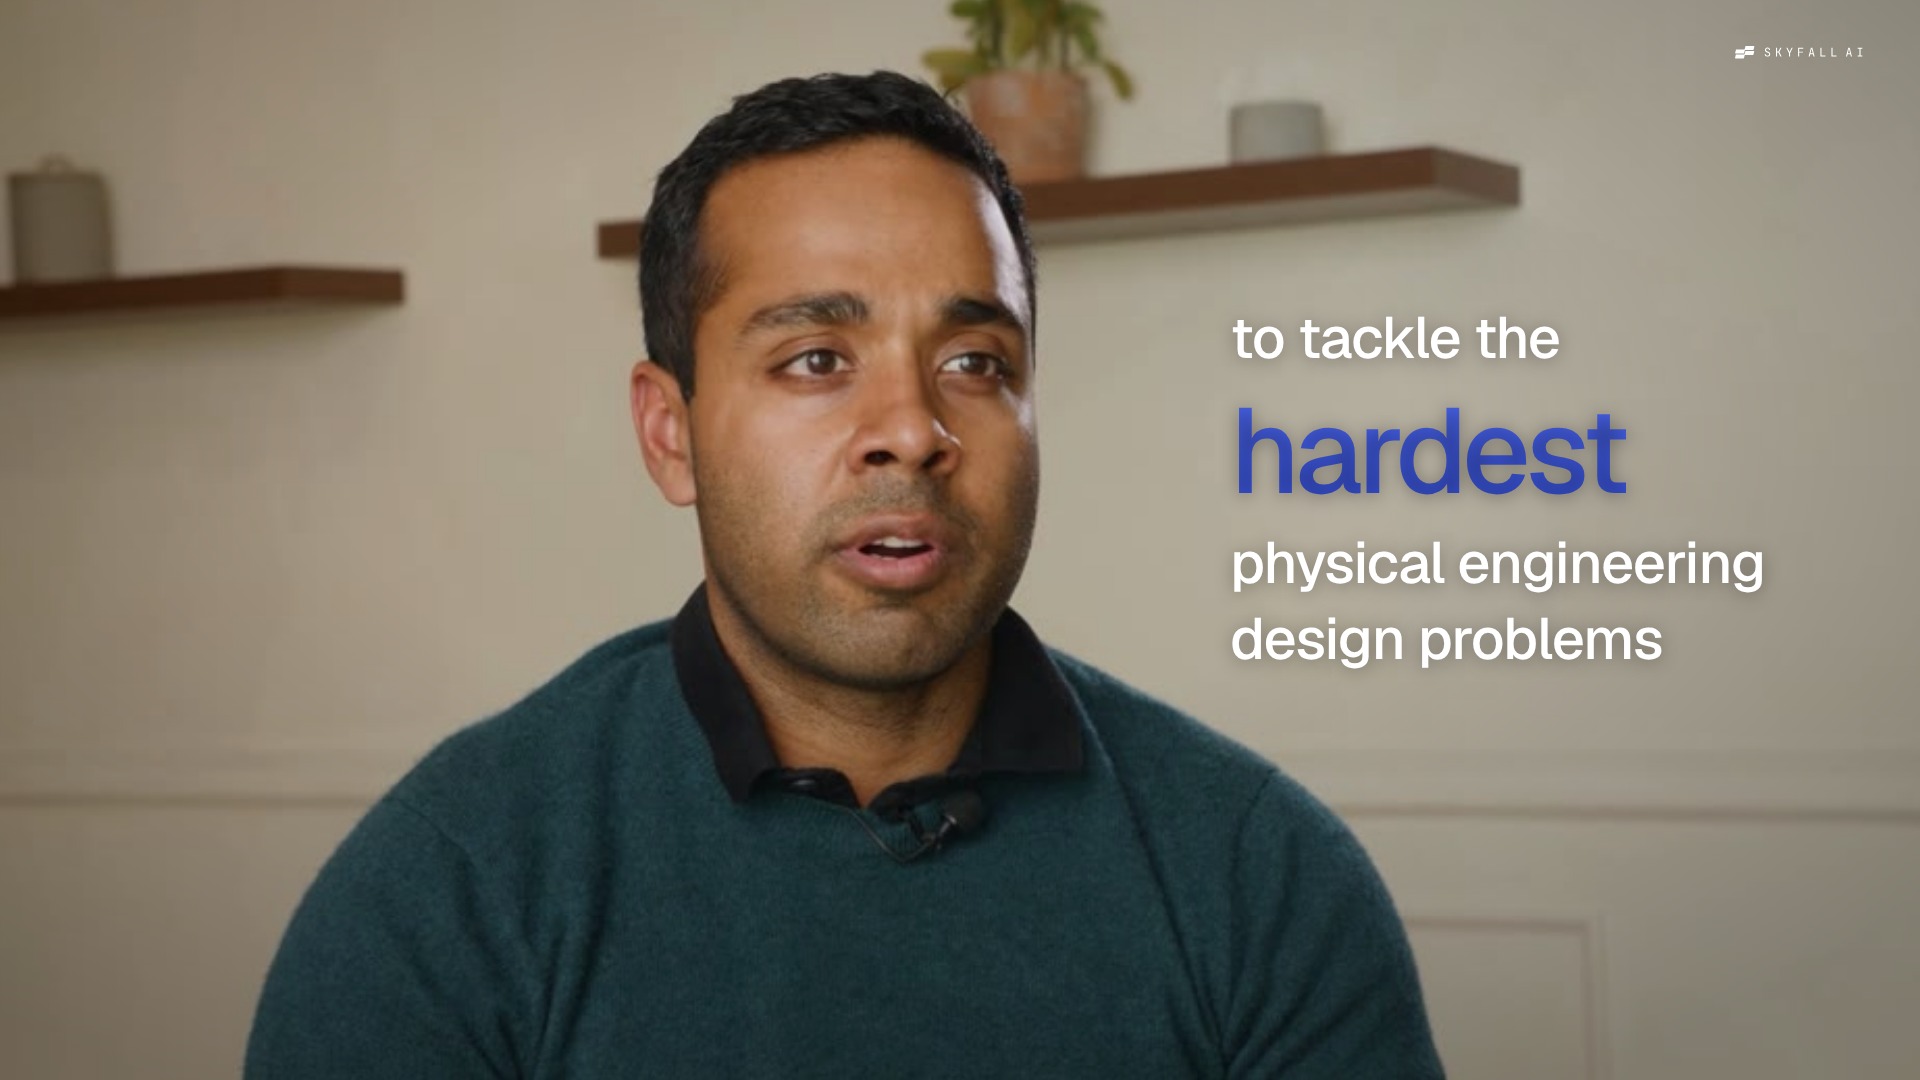 SKYFALL AI
to tackle the
hardest
physical engineering
design problems